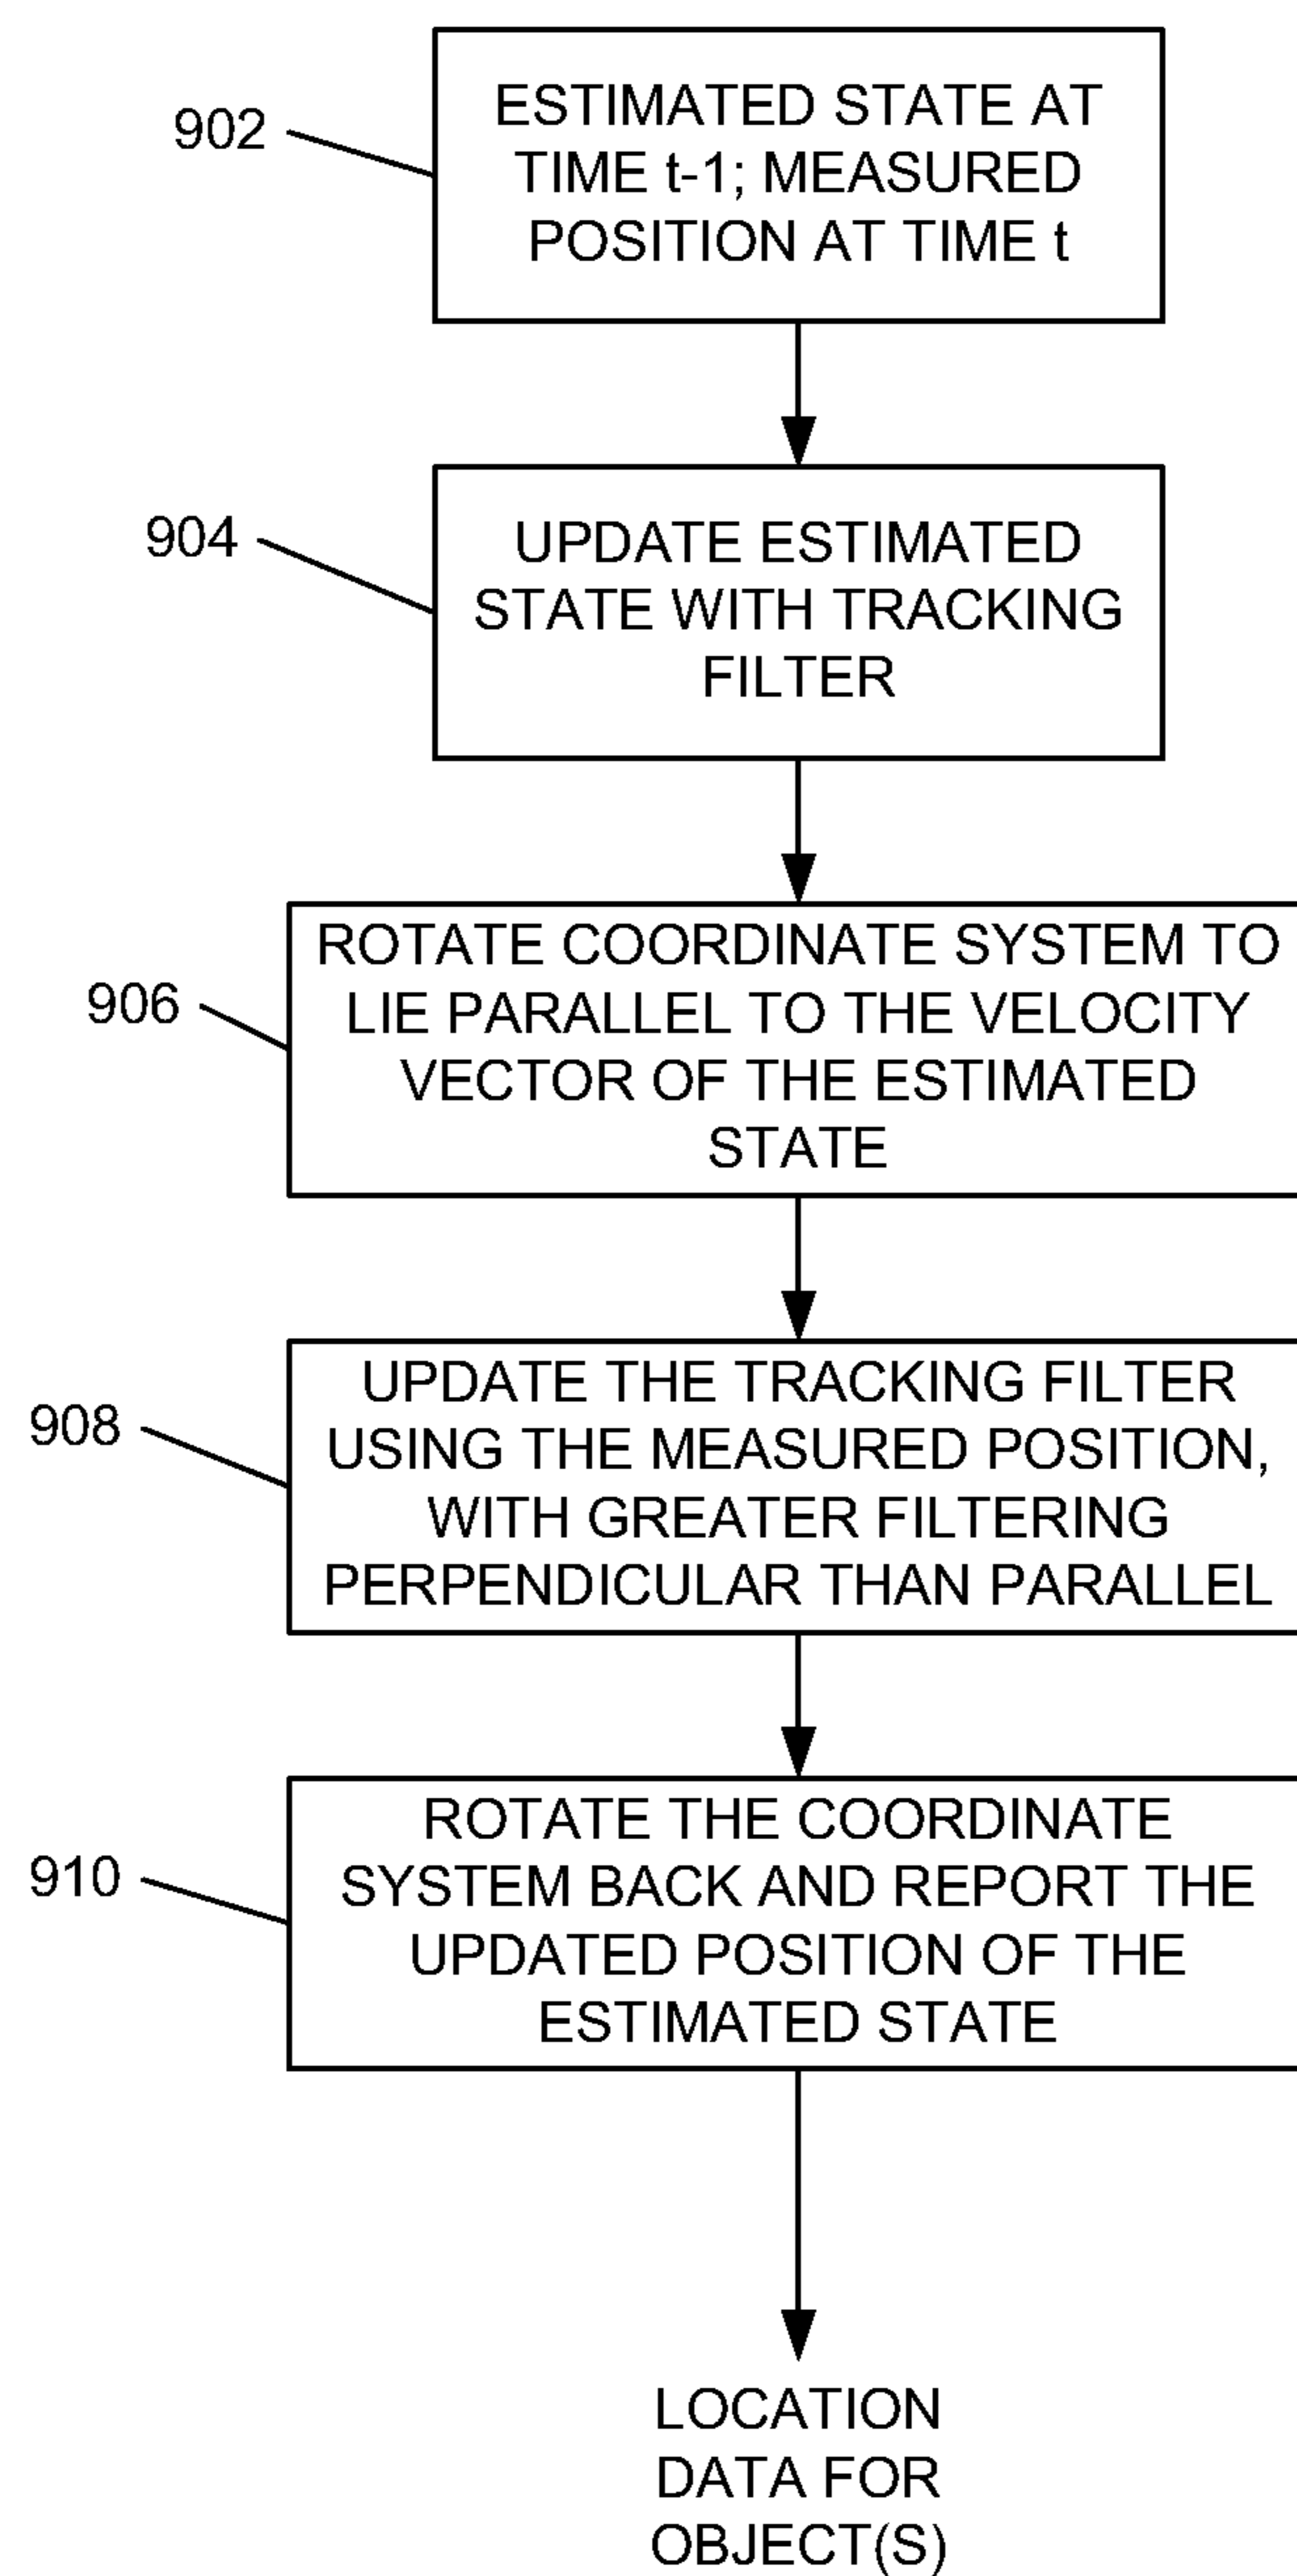 902
ESTIMATED STATE AT
TIME t-1; MEASURED
POSITION AT TIME t
904
UPDATE ESTIMATED
STATE WITH TRACKING
FILTER
906
ROTATE COORDINATE SYSTEM TO
LIE PARALLEL TO THE VELOCITY
VECTOR OF THE ESTIMATED
STATE
908
UPDATE THE TRACKING FILTER
USING THE MEASURED POSITION,
WITH GREATER FILTERING
PERPENDICULAR THAN PARALLEL
910
ROTATE THE COORDINATE
SYSTEM BACK AND REPORT THE
UPDATED POSITION OF THE
ESTIMATED STATE
LOCATION
DATA FOR
OBJECT(S)